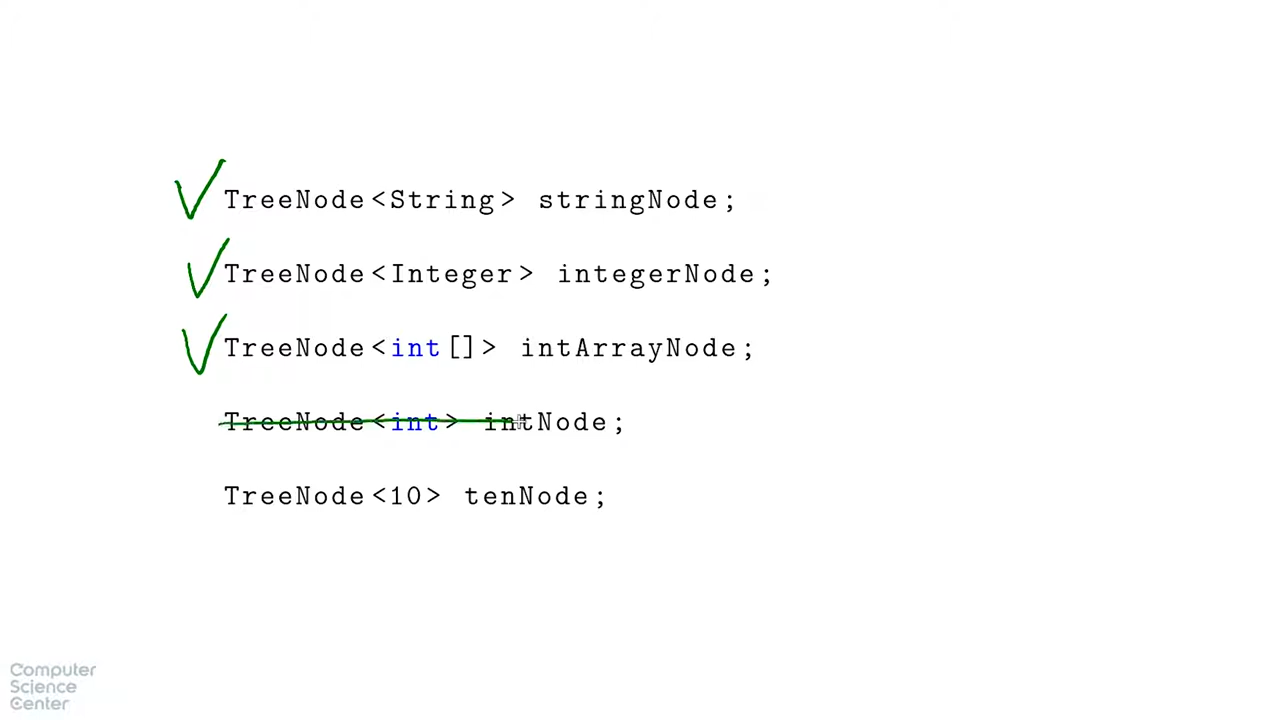 TreeNode<String> stringNode;
TreeNode<Integer> integerNode;
TreeNode<int[]> intArrayNode;
TreeNode<int> intNode;
TreeNode<10> tenNode;
Computer
Science
Center